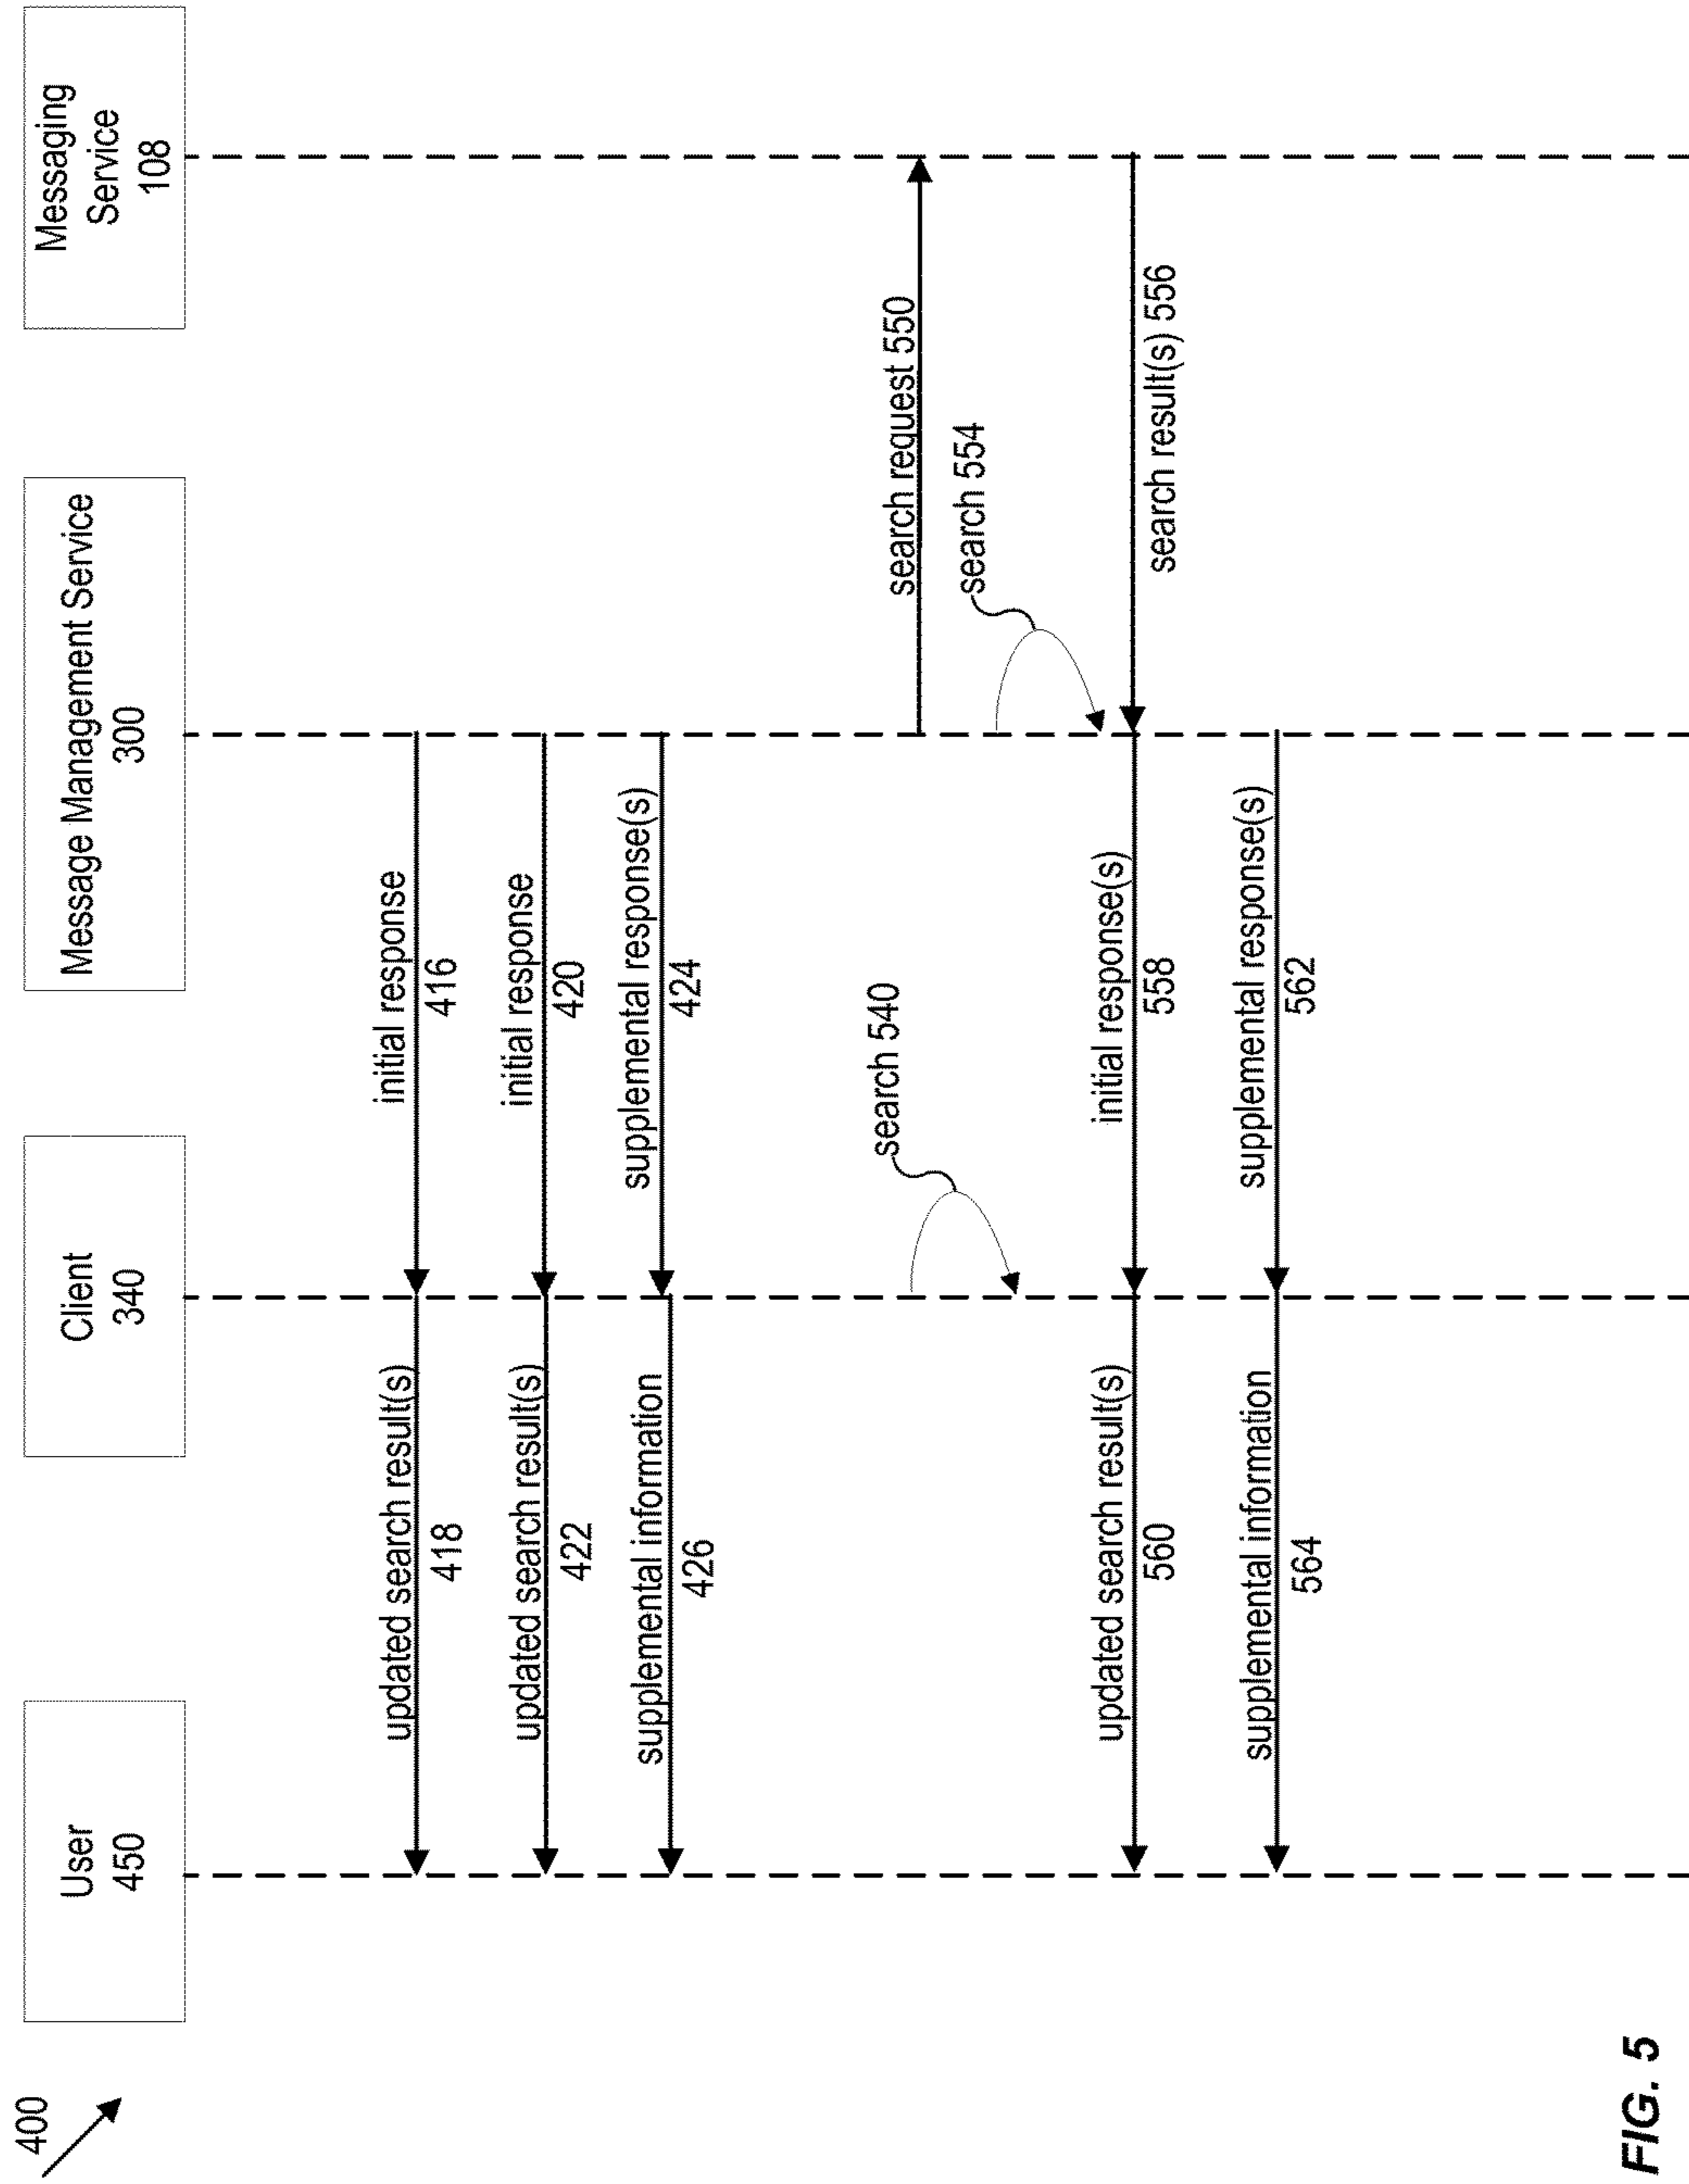 400
User
450
Client
340
Message Management Service
300
Messaging
Service
108
updated search result(s)
418
initial response
416
updated search result(s)
422
initial response
420
supplemental information
426
supplemental response(s)
424
search 540
search request 550
search 554
updated search result(s)
560
initial response(s)
558
search result(s) 556
supplemental information
564
supplemental response(s)
562
FIG. 5